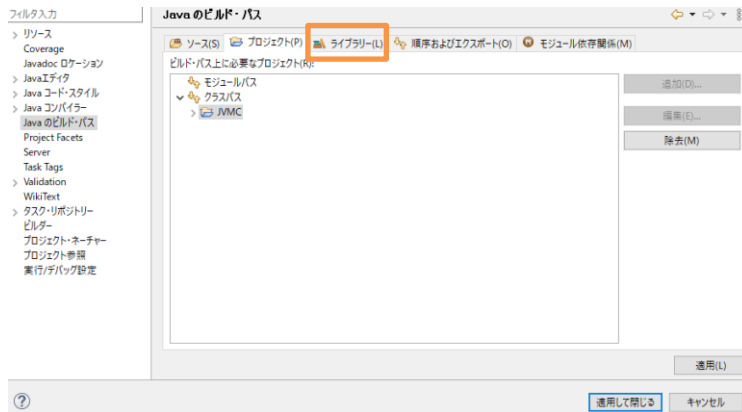 フィルタ入力
リソース
Coverage
Javadoc ロケーション
Javaエディタ
Java コード・スタイル
Java コンパイラー
Java のビルド・パス
Project Facets
Server
Task Tags
Validation
WikiText
タスク・リポジトリー
ビルダー
プロジェクト・ネーチャー
プロジェクト参照
実行/デバッグ設定
Java のビルド・パス
ソース(S) プロジェクト(P) ライブラリー(L) 順序およびエクスポート(O) モジュール依存関係(M)
ビルド・パス上に必要なプロジェクト(R):
モジュールパス
クラスパス
JVMC
追加(D)...
編集(E)...
除去(M)
適用(L)
適用して閉じる キャンセル